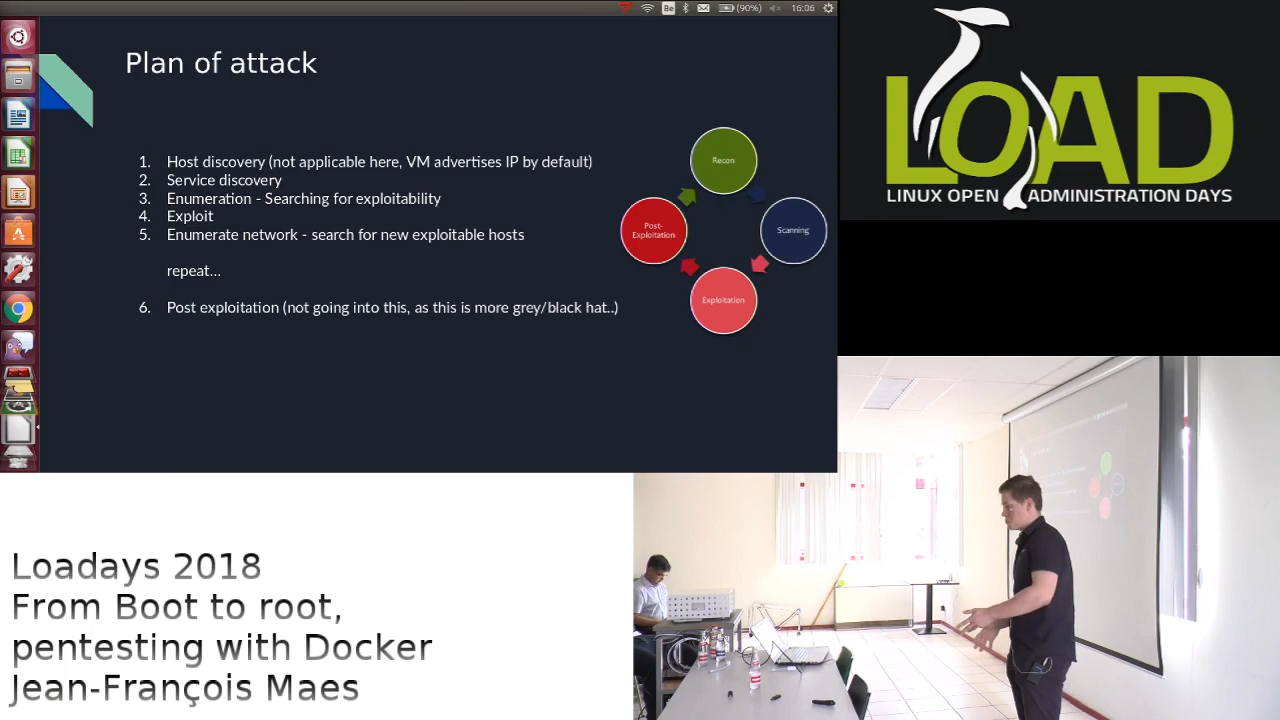 Be
(90%)
16:06
Plan of attack
1. Host discovery (not applicable here, VM advertises IP by default)
2. Service discovery
3. Enumeration - Searching for exploitability
4. Exploit
5. Enumerate network - search for new exploitable hosts
repeat...
6. Post exploitation (not going into this, as this is more grey/black hat..)
Recon
Scanning
Exploitation
Post-
Exploitation
LOAD
LINUX OPEN ADMINISTRATION DAYS
Loadays 2018
From Boot to root,
pentesting with Docker
Jean-François Maes